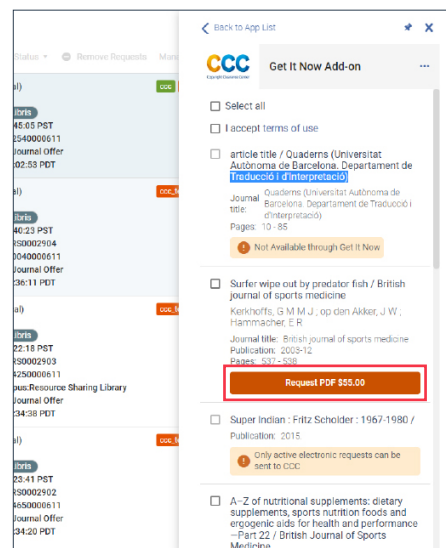 Back to App List
Status
Remove Requests
CCC
Get It Now Add-on
Select all
I accept terms of use
article title / Quaderns (Universitat
Autònoma de Barcelona. Departament de
Traducció i d'Interpretació)
Journal title: Quaderns (Universitat Autònoma de
Barcelona. Departament de Traducció i
d'Interpretació)
Pages: 10 - 85
Not Available through Get It Now
Surfer wipe out by predator fish / British
journal of sports medicine
Kerkhoffs, G M M J ; op den Akker, J W ;
Hammacher, E R
Journal title: British journal of sports medicine
Publication: 2003-12
Pages: 537 - 538
Request PDF $55.00
Super Indian : Fritz Scholder : 1967-1980 /
Publication: 2015
Only active electronic requests can be
sent to CCC
A–Z of nutritional supplements: dietary
supplements, sports nutrition foods and
ergogenic aids for health and performance
–Part 22 / British Journal of Sports
Medicine
al)
ccc
45:05 PST
2540000611
Journal Offer
:02:53 PDT
al)
40:23 PST
RS0002904
0040000611
Journal Offer
:36:11 PDT
al)
22:18 PST
RS0002903
4250000611
pus:Resource Sharing Library
Journal Offer
:34:38 PDT
al)
23:41 PST
RS0002902
4650000611
Journal Offer
:34:20 PDT